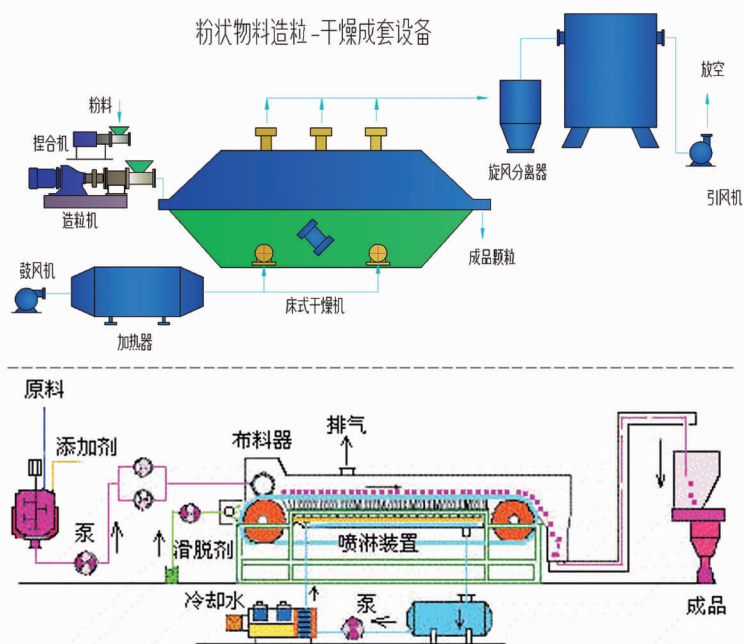 粉状物料造粒-干燥成套设备
粉料
捏合机
造粒机
鼓风机
加热器
床式干燥机
成品颗粒
旋风分离器
放空
引风机
原料
添加剂
泵
滑脱剂
布料器
排气
喷淋装置
冷却水
泵
成品